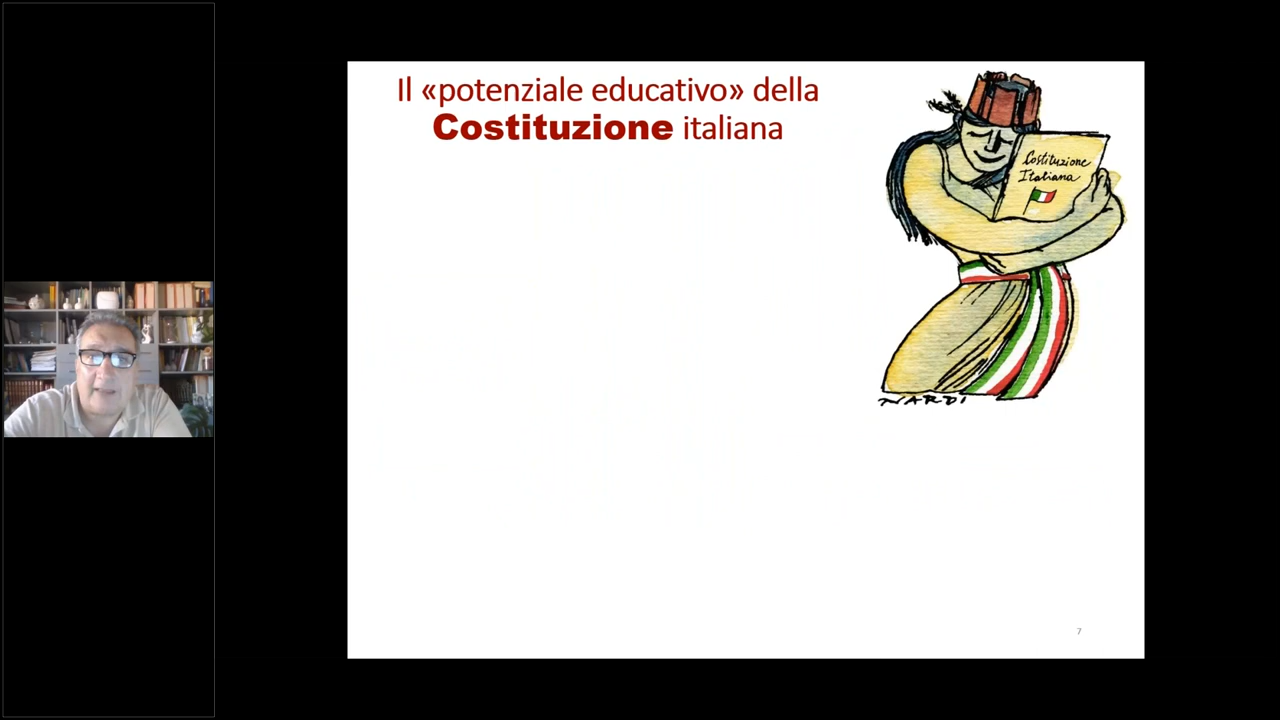 Il «potenziale educativo» della
Costituzione italiana
Costituzione
Italiana
NARDI
7